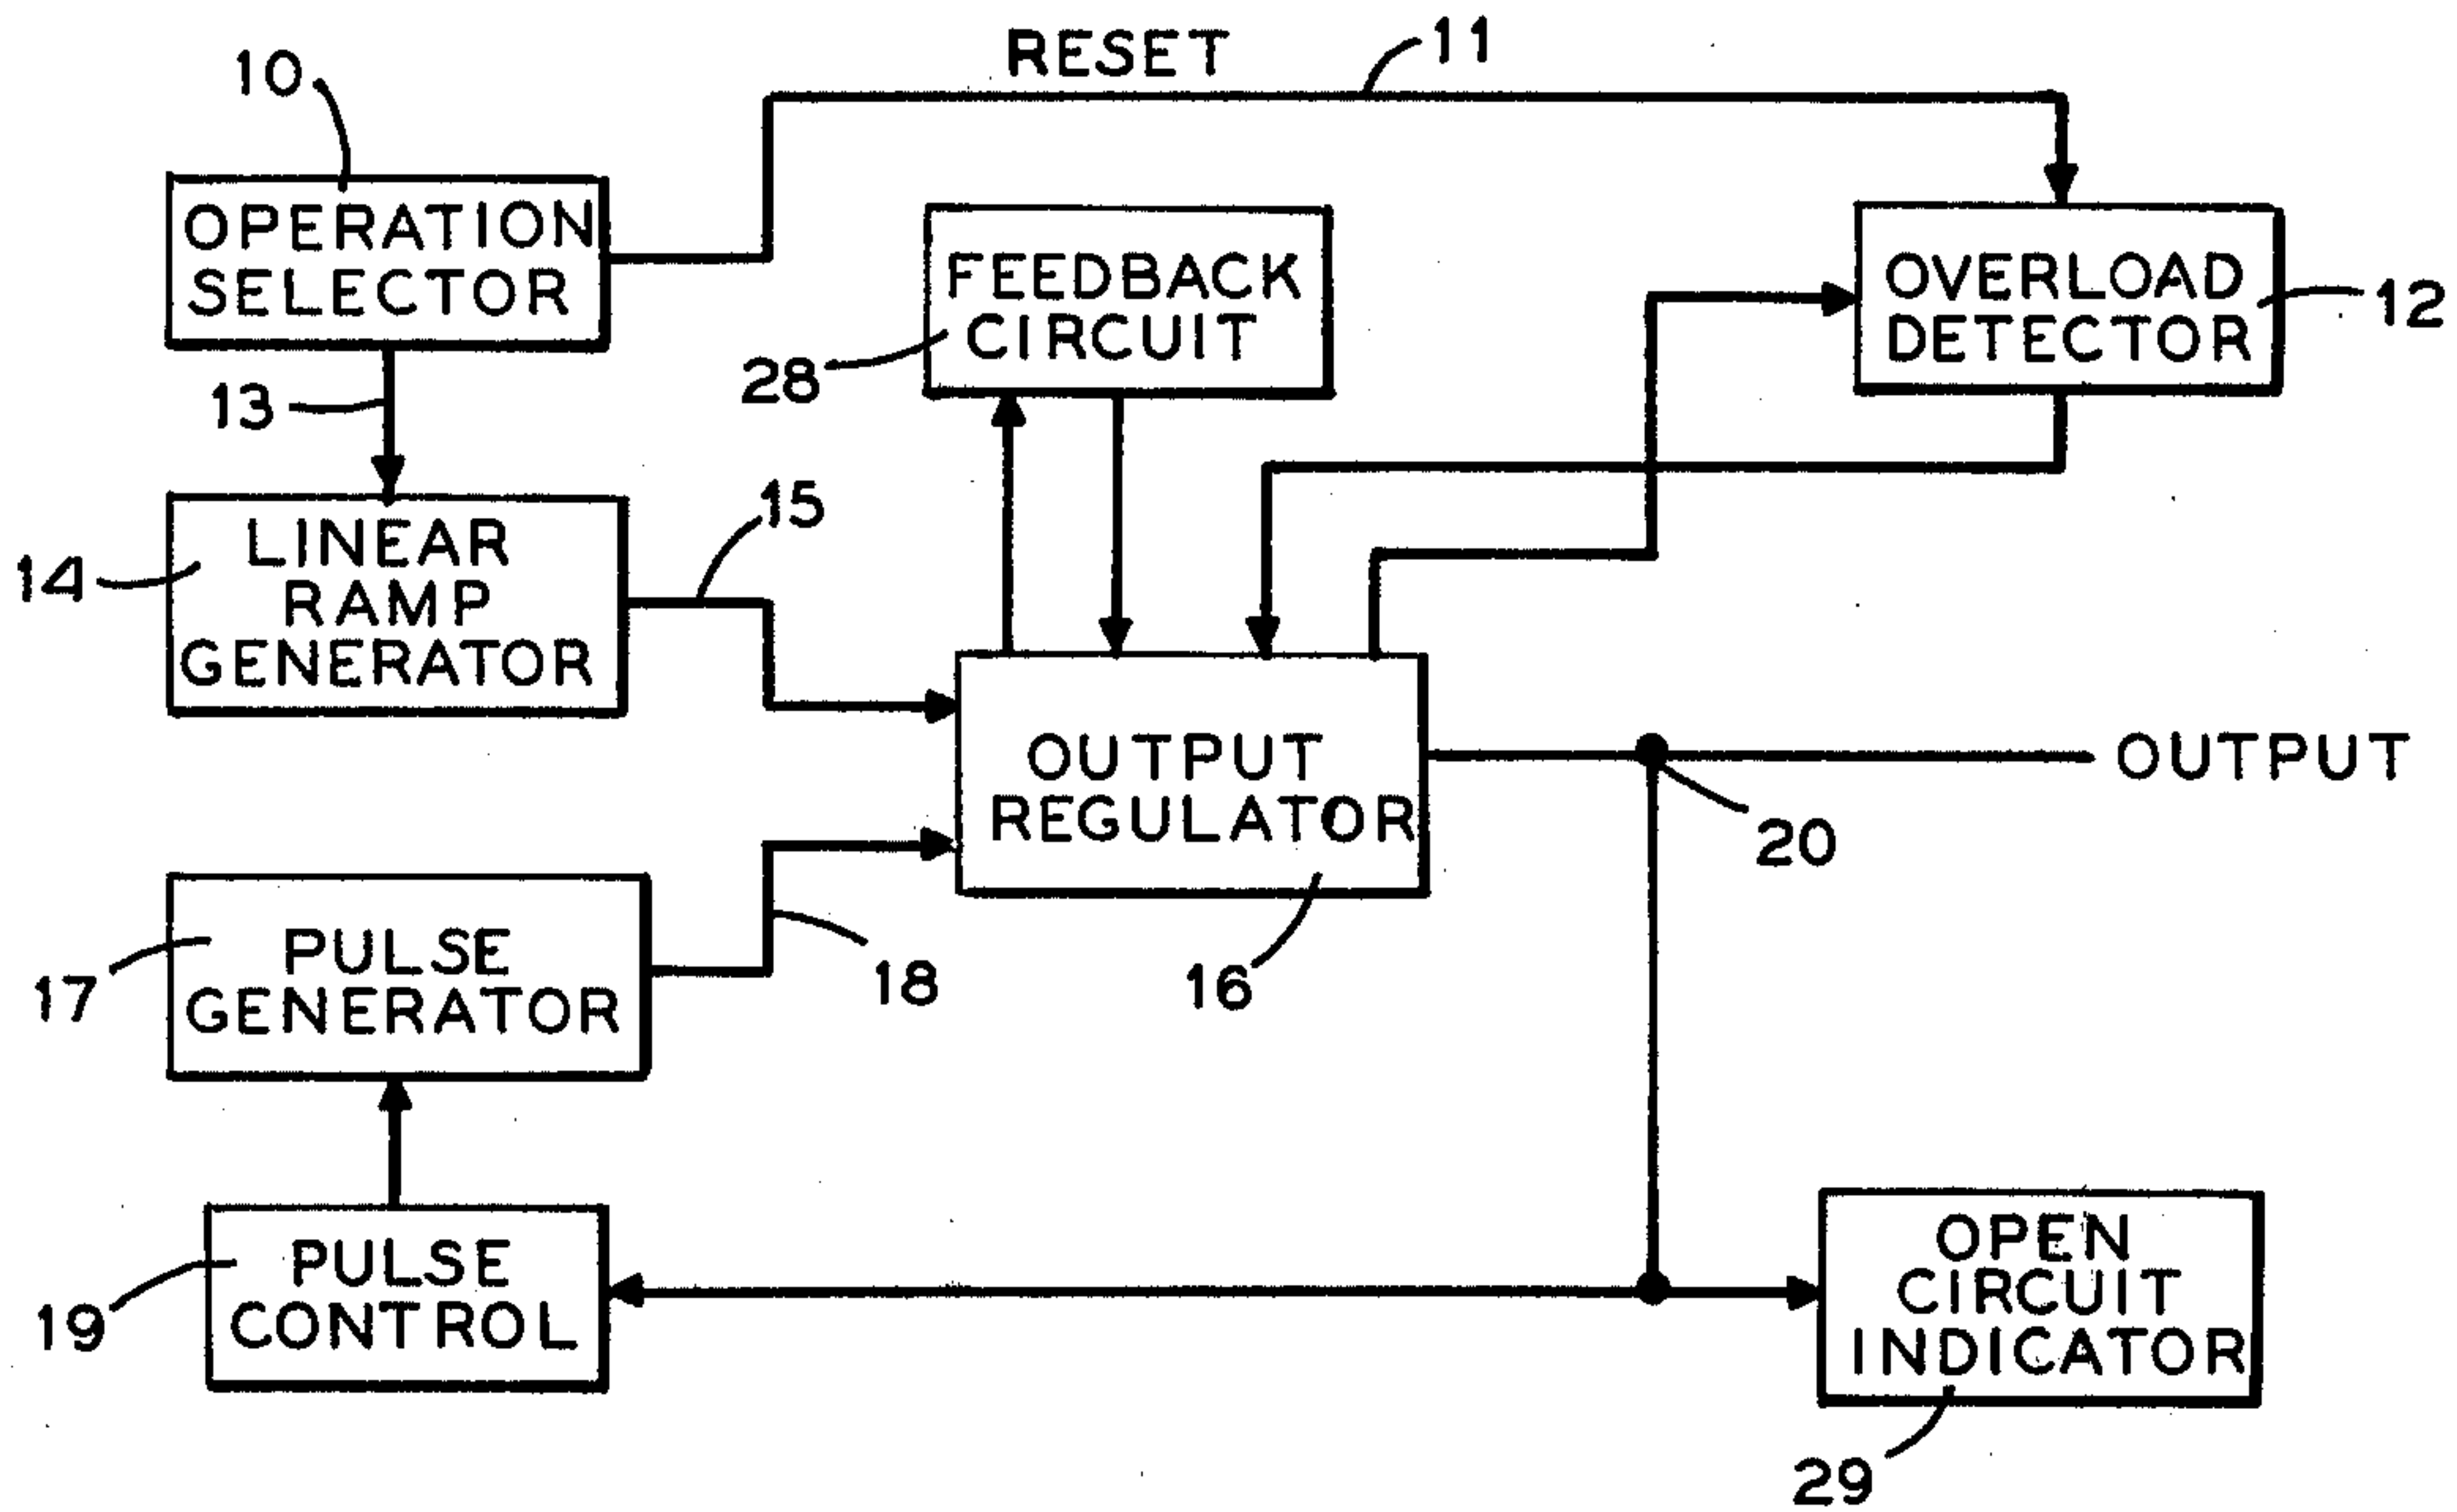 RESET
11
10
OPERATION
SELECTOR
FEEDBACK
CIRCUIT
28
OVERLOAD
DETECTOR
12
13
LINEAR
RAMP
GENERATOR
14
15
OUTPUT
REGULATOR
16
OUTPUT
20
PULSE
GENERATOR
17
18
PULSE
CONTROL
19
OPEN
CIRCUIT
INDICATOR
29